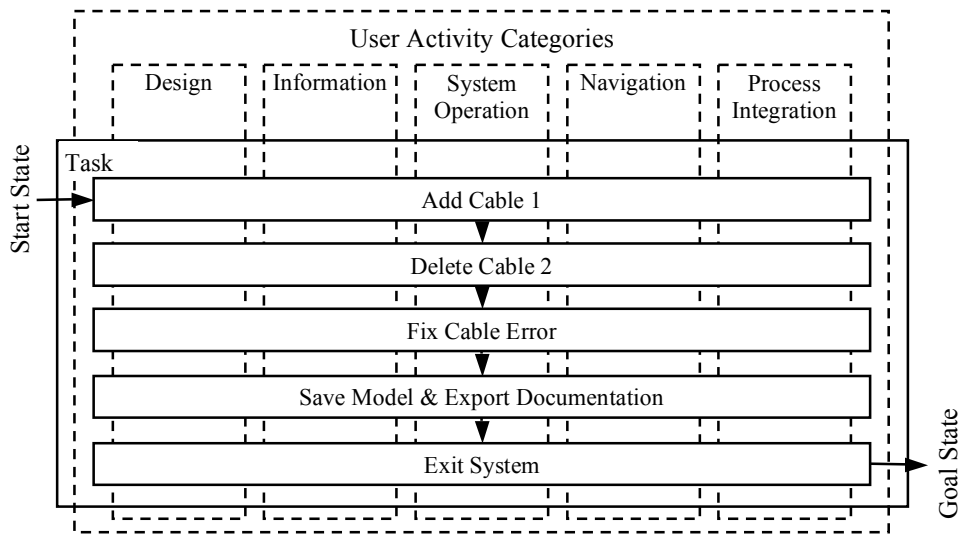 User Activity Categories
Design
Information
System
Operation
Navigation
Process
Integration
Task
Start State
Add Cable 1
Delete Cable 2
Fix Cable Error
Save Model & Export Documentation
Exit System
Goal State